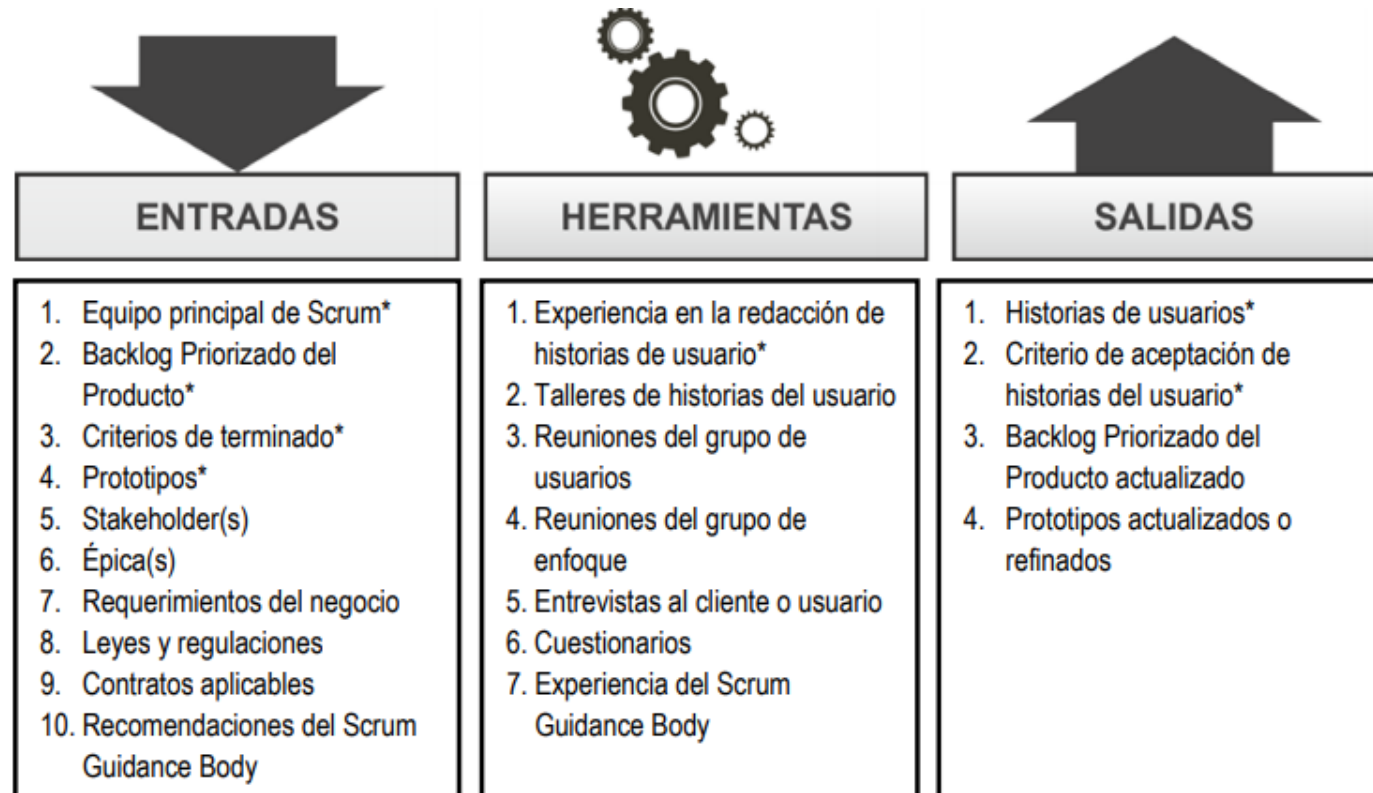 ENTRADAS
1. Equipo principal de Scrum*
2. Backlog Priorizado del
Producto*
3. Criterios de terminado*
4. Prototipos*
5. Stakeholder(s)
6. Épica(s)
7. Requerimientos del negocio
8. Leyes y regulaciones
9. Contratos aplicables
10. Recomendaciones del Scrum
Guidance Body
HERRAMIENTAS
1. Experiencia en la redacción de
historias de usuario*
2. Talleres de historias del usuario
3. Reuniones del grupo de
usuarios
4. Reuniones del grupo de
enfoque
5. Entrevistas al cliente o usuario
6. Cuestionarios
7. Experiencia del Scrum
Guidance Body
SALIDAS
1. Historias de usuarios*
2. Criterio de aceptación de
historias del usuario*
3. Backlog Priorizado del
Producto actualizado
4. Prototipos actualizados o
refinados